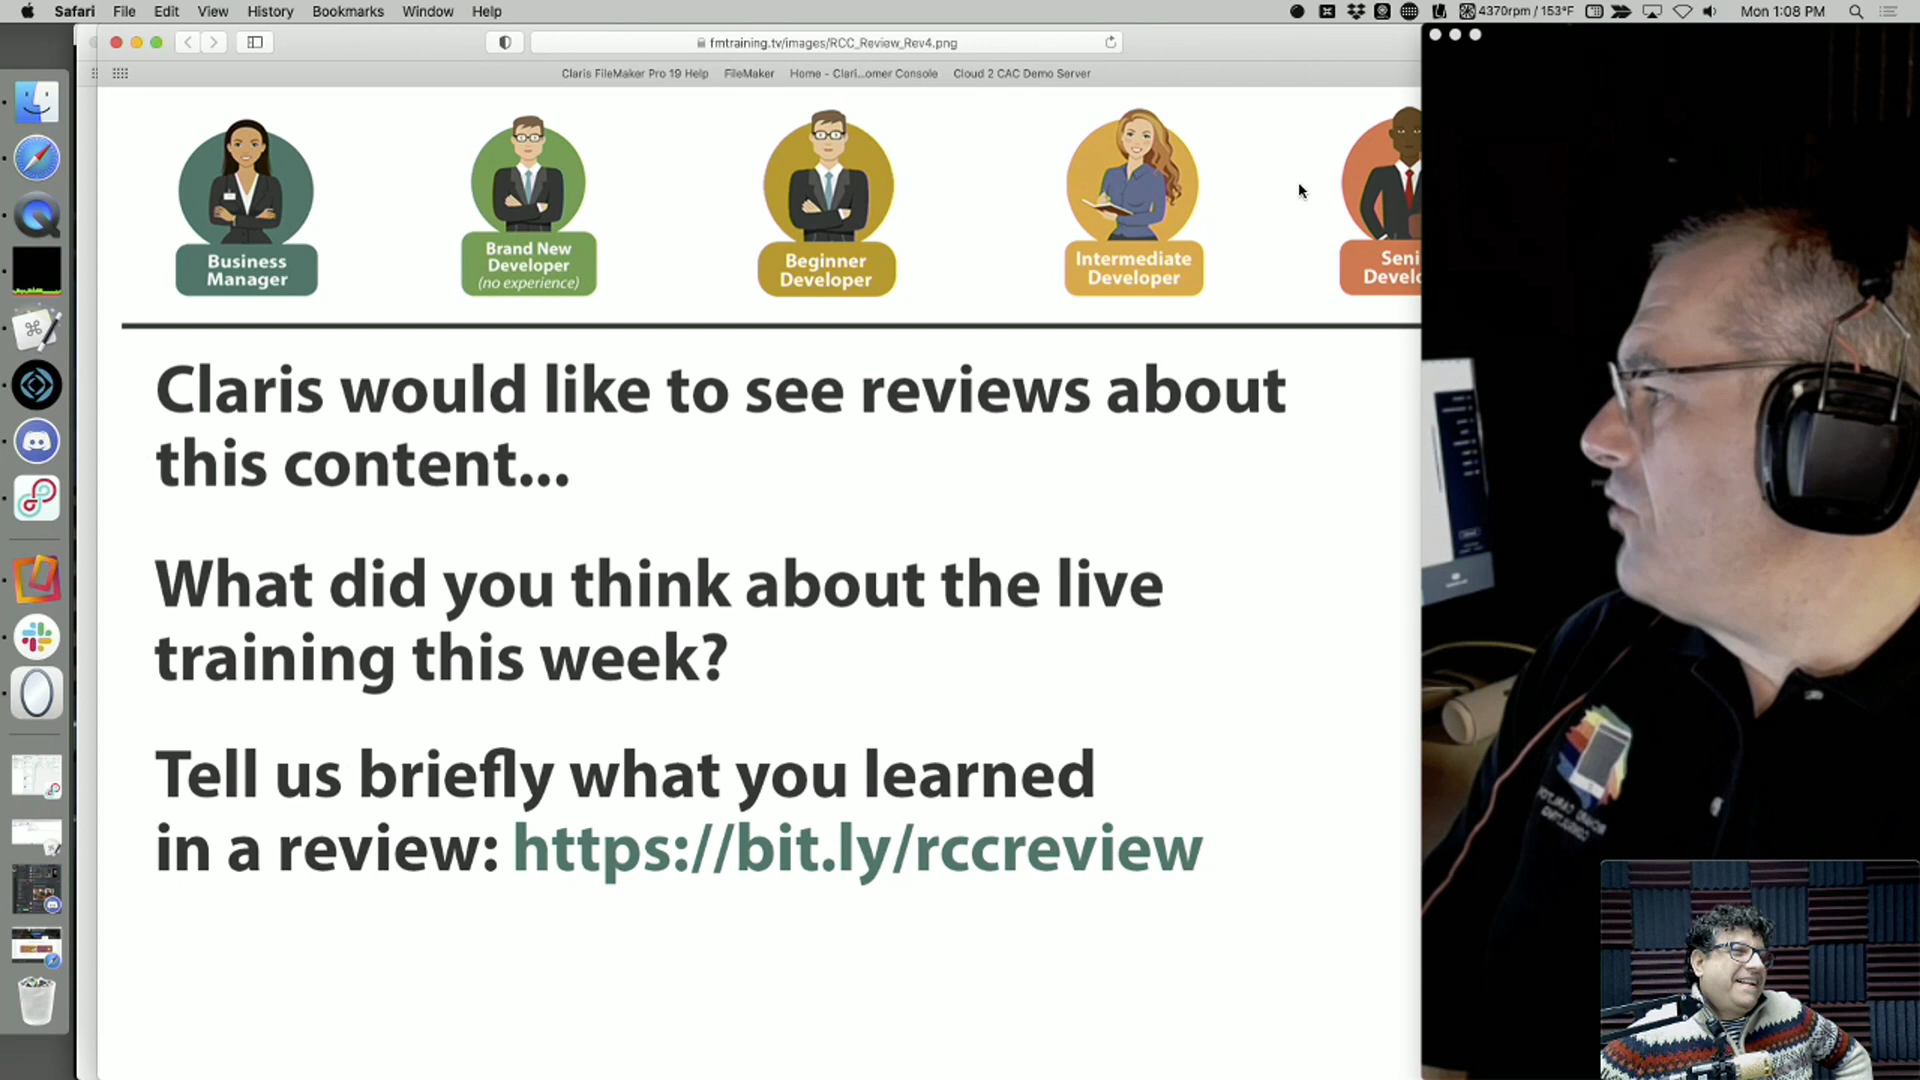 Safari File Edit View History Bookmarks Window Help
4370rpm / 153°F
Mon 1:08 PM
fmtraining.tv/images/RCC_Review_Rev4.png
Claris FileMaker Pro 19 Help FileMaker Home - Clari...omer Console Cloud 2 CAC Demo Server
Business
Manager
Brand New
Developer
(no experience)
Beginner
Developer
Intermediate
Developer
Seni
Develo
Claris would like to see reviews about
this content...
What did you think about the live
training this week?
Tell us briefly what you learned
in a review: https://bit.ly/rccreview